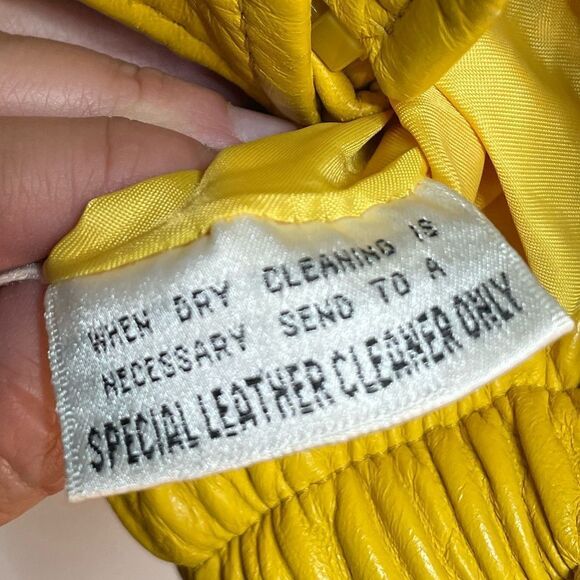 WHEN DRY CLEANING IS
NECESSARY SEND TO A
SPECIAL LEATHER CLEANER ONLY